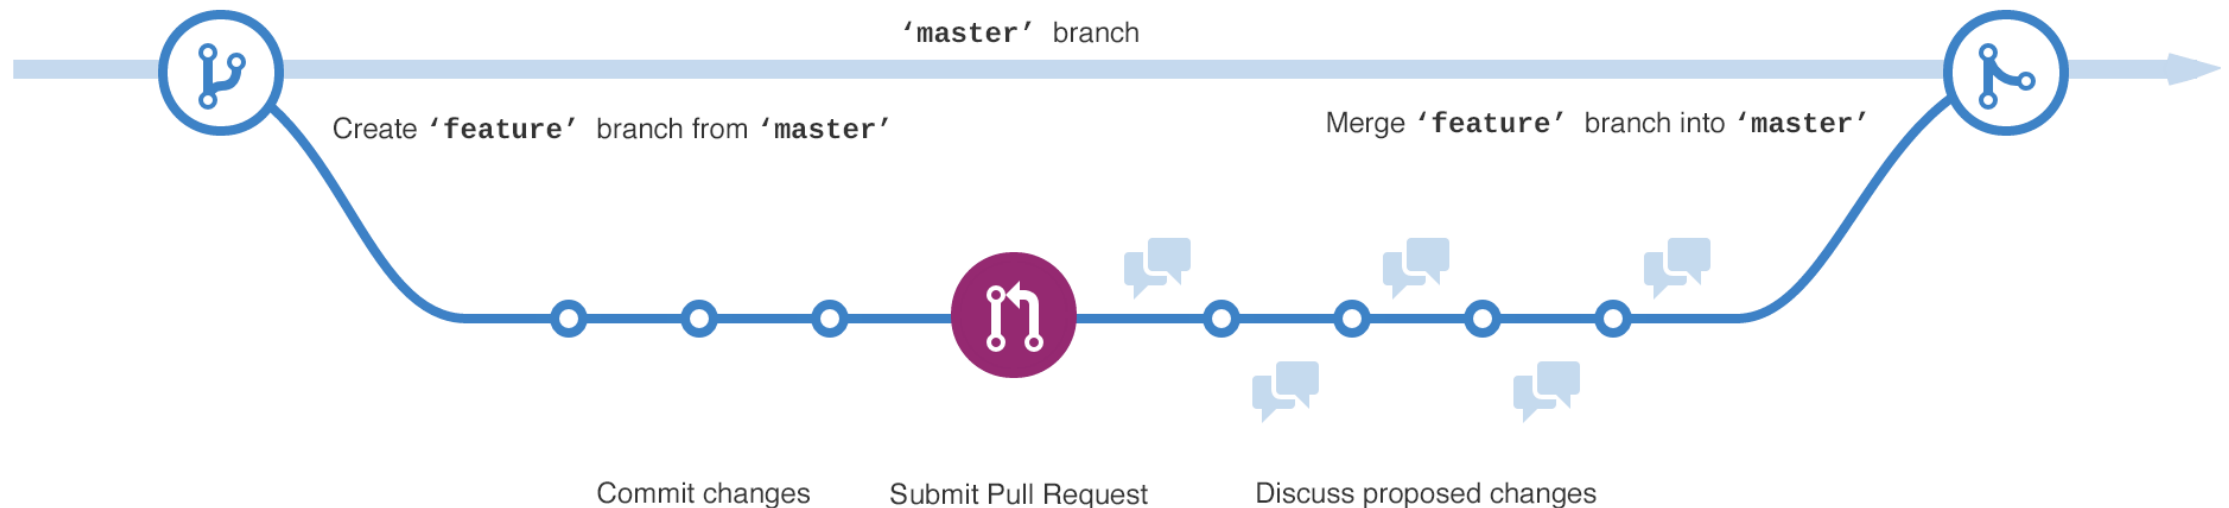 ‘master’ branch
Create ‘feature’ branch from ‘master’
Merge ‘feature’ branch into ‘master’
Commit changes
Submit Pull Request
Discuss proposed changes